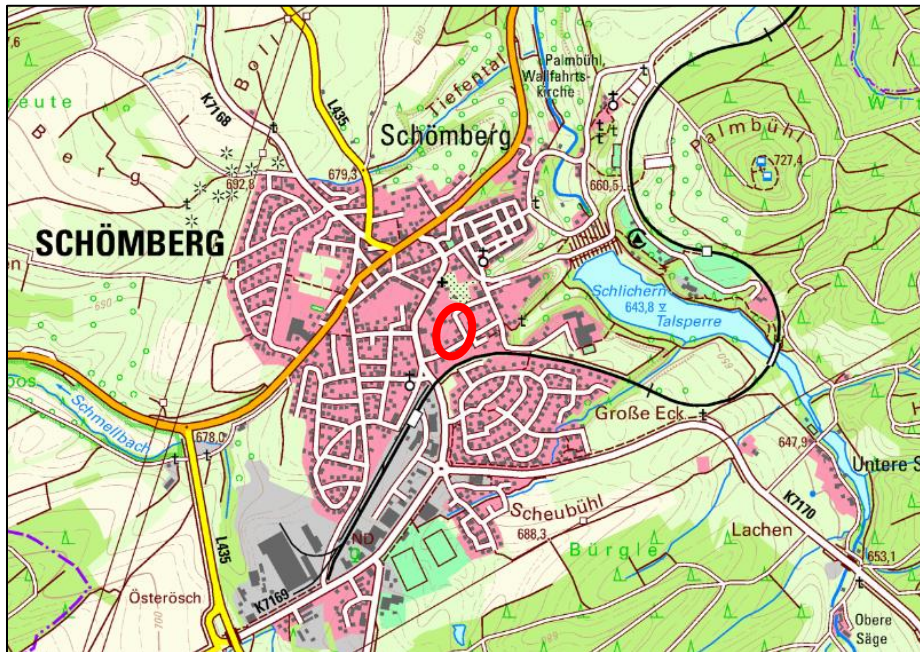 K7168
Boll
Berg
L435
679,3
692,8
Tiefental
Schömberg
SCHÖMBERG
Palmbühl,
Wallfahrts-
kirche
660,5
Palmbühl
727,4
Schlichem
643,8
Talsperre
650
Große Eck
Schmellbach
678,0
L435
Österösch
700
K7169
ND
Scheubühl
688,3
Bürgle
Lachen
K7170
647,9
Untere S
653,1
Obere
Säge